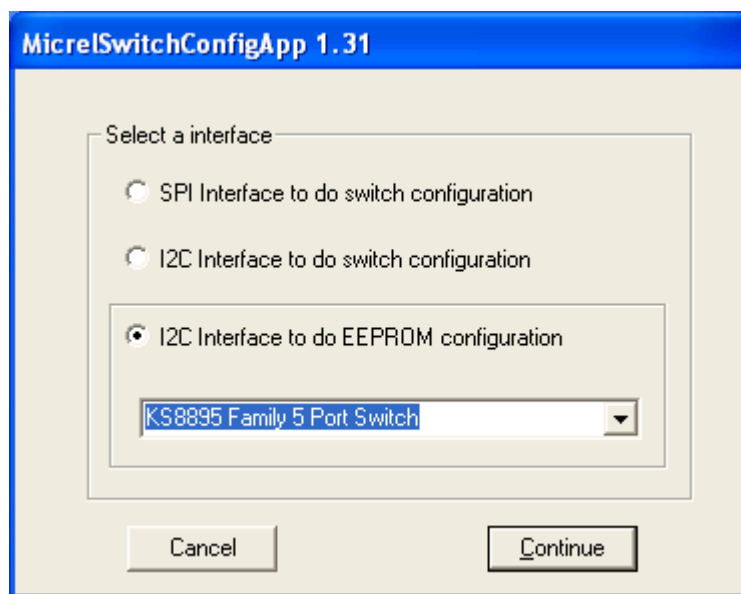 MicrelSwitchConfigApp 1.31
Select a interface
SPI Interface to do switch configuration
I2C Interface to do switch configuration
I2C Interface to do EEPROM configuration
KS8895 Family 5 Port Switch
Cancel
Continue